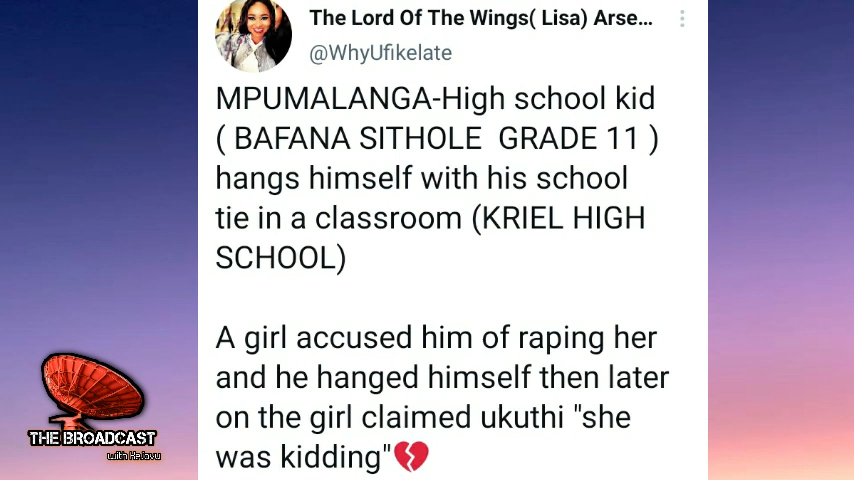 The Lord Of The Wings( Lisa) Arse...
@WhyUfikelate
MPUMALANGA-High school kid
( BAFANA SITHOLE GRADE 11 )
hangs himself with his school
tie in a classroom (KRIEL HIGH
SCHOOL)
A girl accused him of raping her
and he hanged himself then later
on the girl claimed ukuthi "she
was kidding"💔
THE BROADCAST
with KeJavu